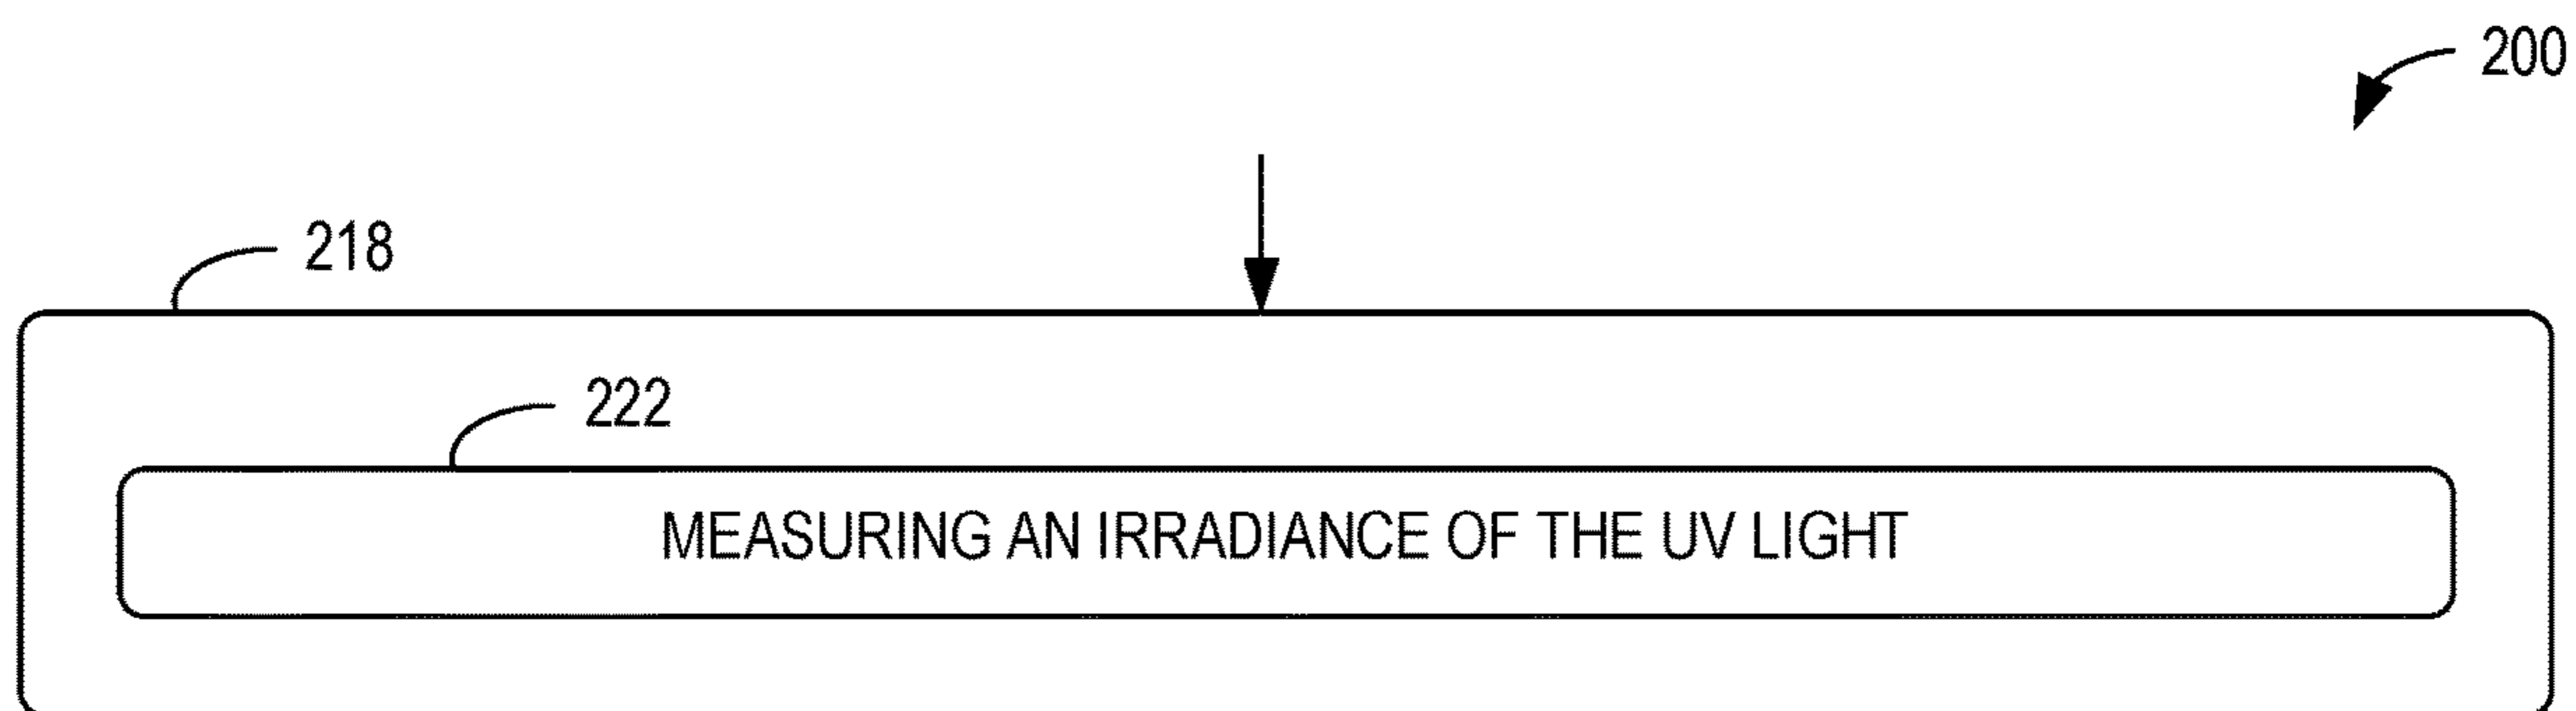 200
218
222
MEASURING AN IRRADIANCE OF THE UV LIGHT